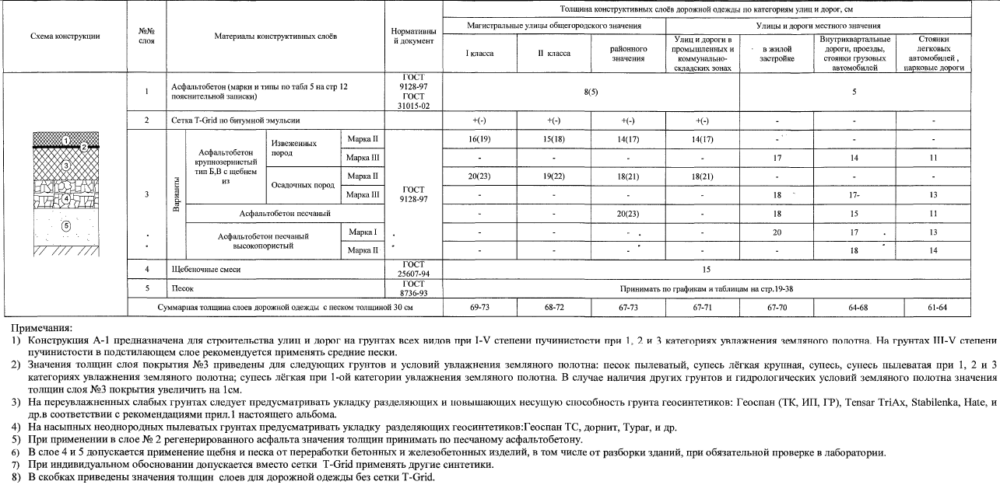 Схема конструкции
№№ слоя
Материалы конструктивных слоёв
Нормативны й документ
Толщина конструктивных слоёв дорожной одежды по категориям улиц и дорог, см
Магистральные улицы общегородского значения
Улицы и дороги местного значения
I класса
II класса
районного значения
Улиц и дороги в промышленных и коммунально-складских зонах
в жилой застройке
Внутриквартальные дороги, проезды, стоянки грузовых автомобилей
Стоянки легковых автомобилей , парковые дороги
1 Асфальтобетон (марки и типы по табл 5 на стр 12 пояснительной записки) ГОСТ 9128-97 ГОСТ 31015-02 8(5) 5
2 Сетка T-Grid по битумной эмульсии +(-) +(-) +(-) +(-) - - -
3 Варианты Асфальтобетон крупнозернистый тип Б,В с щебнем из Извеженных пород Марка II ГОСТ 9128-97 16(19) 15(18) 14(17) 14(17) - - -
Марка III - - - - 17 14 11
Осадочных пород Марка II 20(23) 19(22) 18(21) 18(21) - - -
Марка III - - - - 18 17- 13
Асфальтобетон песчаный - - 20(23) - 18 15 11
Асфальтобетон песчаный высокопористый Марка I - - - - 20 17 13
Марка II - - - - - 18 14
4 Щебеночные смеси ГОСТ 25607-94 15
5 Песок ГОСТ 8736-93 Принимать по графикам и таблицам на стр.19-38
Суммарная толщина слоев дорожной одежды с песком толщиной 30 см 69-73 68-72 67-73 67-71 67-70 64-68 61-64
1
2
3
4
5
Примечания:
1) Конструкция А-1 предназначена для строительства улиц и дорог на грунтах всех видов при I-V степени пучинистости при 1, 2 и 3 категориях увлажнения земляного полотна. На грунтах III-V степени
пучинистости в подстилающем слое рекомендуется применять средние пески.
2) Значения толщин слоя покрытия №3 приведены для следующих грунтов и условий увлажнения земляного полотна: песок пылеватый, супесь лёгкая крупная, супесь, супесь пылеватая при 1, 2 и 3
категориях увлажнения земляного полотна; супесь лёгкая при 1-ой категории увлажнения земляного полотна. В случае наличия других грунтов и гидрологических условий земляного полотна значения
толщин слоя №3 покрытия увеличить на 1см.
3) На переувлажненных слабых грунтах следует предусматривать укладку разделяющих и повышающих несущую способность грунта геосинтетиков: Геоспан (ТК, ИП, ГР), Tensar TriAx, Stabilenka, Hate, и
др.в соответствии с рекомендациями прил.1 настоящего альбома.
4) На насыпных неоднородных пылеватых грунтах предусматривать укладку разделяющих геосинтетиков:Геоспан ТС, дорнит, Typar, и др.
5) При применении в слое № 2 регенерированного асфальта значения толщин принимать по песчаному асфальтобетону.
6) В слое 4 и 5 допускается применение щебня и песка от переработки бетонных и железобетонных изделий, в том числе от разборки зданий, при обязательной проверке в лаборатории.
7) При индивидуальном обосновании допускается вместо сетки T-Grid применять другие синтетики.
8) В скобках приведены значения толщин слоев для дорожной одежды без сетки T-Grid.